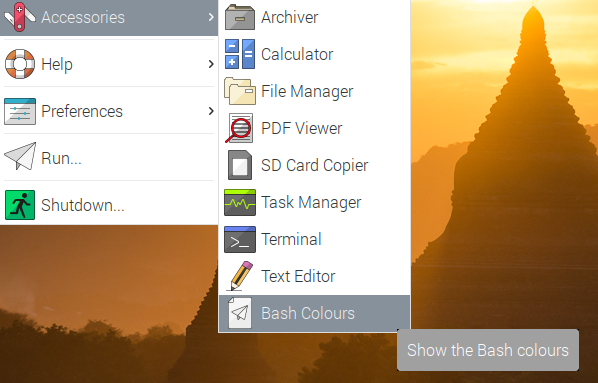 Accessories
Help
Preferences
Run...
Shutdown...
Archiver
Calculator
File Manager
PDF Viewer
SD Card Copier
Task Manager
Terminal
Text Editor
Bash Colours
Show the Bash colours